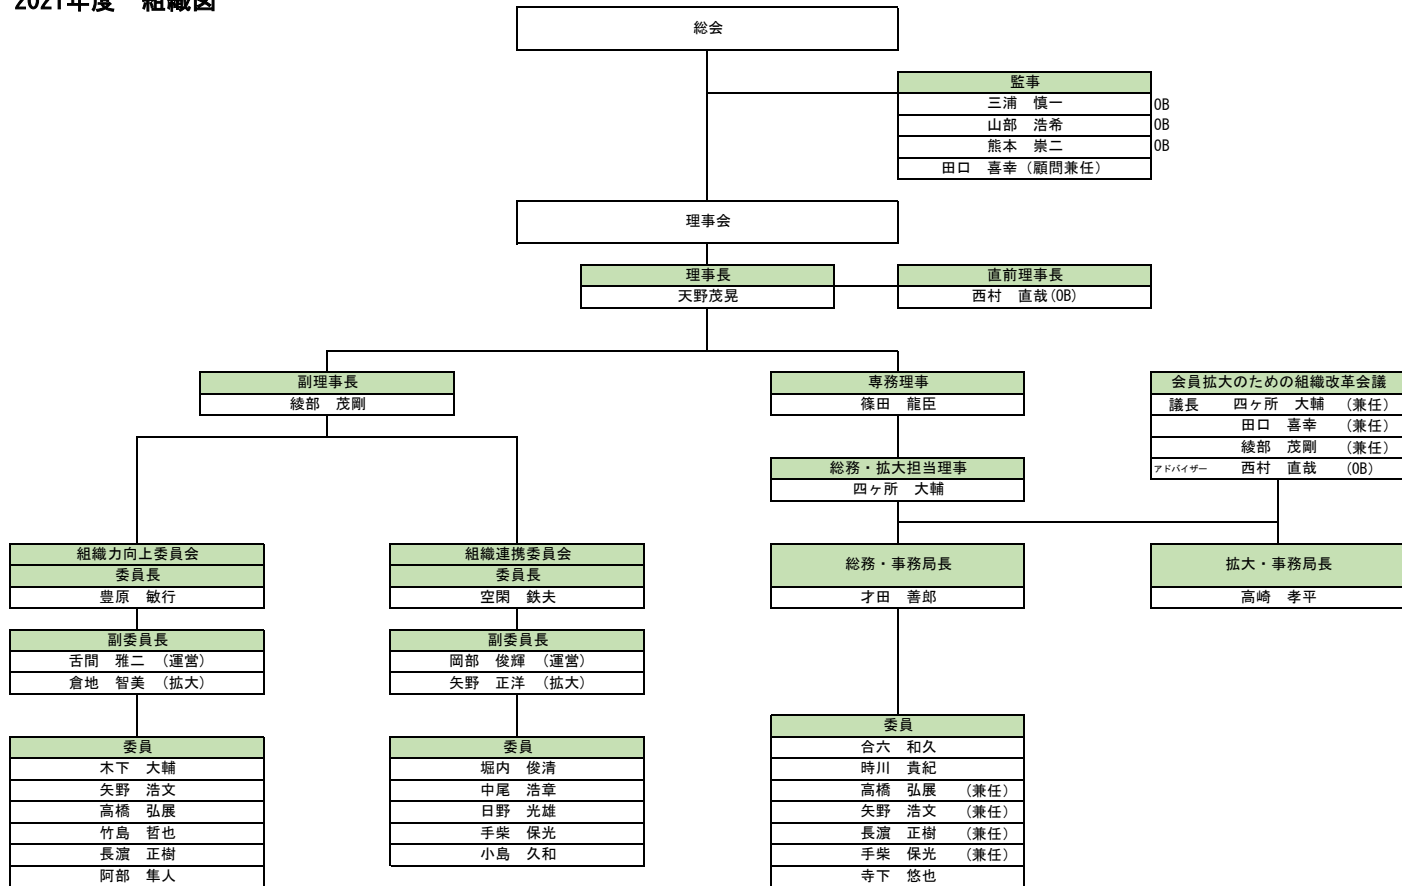 2021年度　組織図
総会
監事
三浦　慎一 OB
山部　浩希 OB
熊本　崇二 OB
田口　喜幸（顧問兼任）
理事会
理事長
天野茂晃
直前理事長
西村　直哉(OB)
副理事長
綾部　茂剛
専務理事
篠田　龍臣
会員拡大のための組織改革会議
議長　四ヶ所　大輔　（兼任）
田口　喜幸　（兼任）
綾部　茂剛　（兼任）
アドバイザー　西村　直哉　（OB）
総務・拡大担当理事
四ヶ所　大輔
組織力向上委員会
委員長
豊原　敏行
副委員長
舌間　雅二　（運営）
倉地　智美　（拡大）
委員
木下　大輔
矢野　浩文
高橋　弘展
竹島　哲也
長濵　正樹
阿部　隼人
組織連携委員会
委員長
空閑　鉄夫
副委員長
岡部　俊輝　（運営）
矢野　正洋　（拡大）
委員
堀内　俊清
中尾　浩章
日野　光雄
手柴　保光
小島　久和
総務・事務局長
才田　善郎
委員
合六　和久
時川　貴紀
高橋　弘展　（兼任）
矢野　浩文　（兼任）
長濵　正樹　（兼任）
手柴　保光　（兼任）
寺下　悠也
拡大・事務局長
高崎　孝平